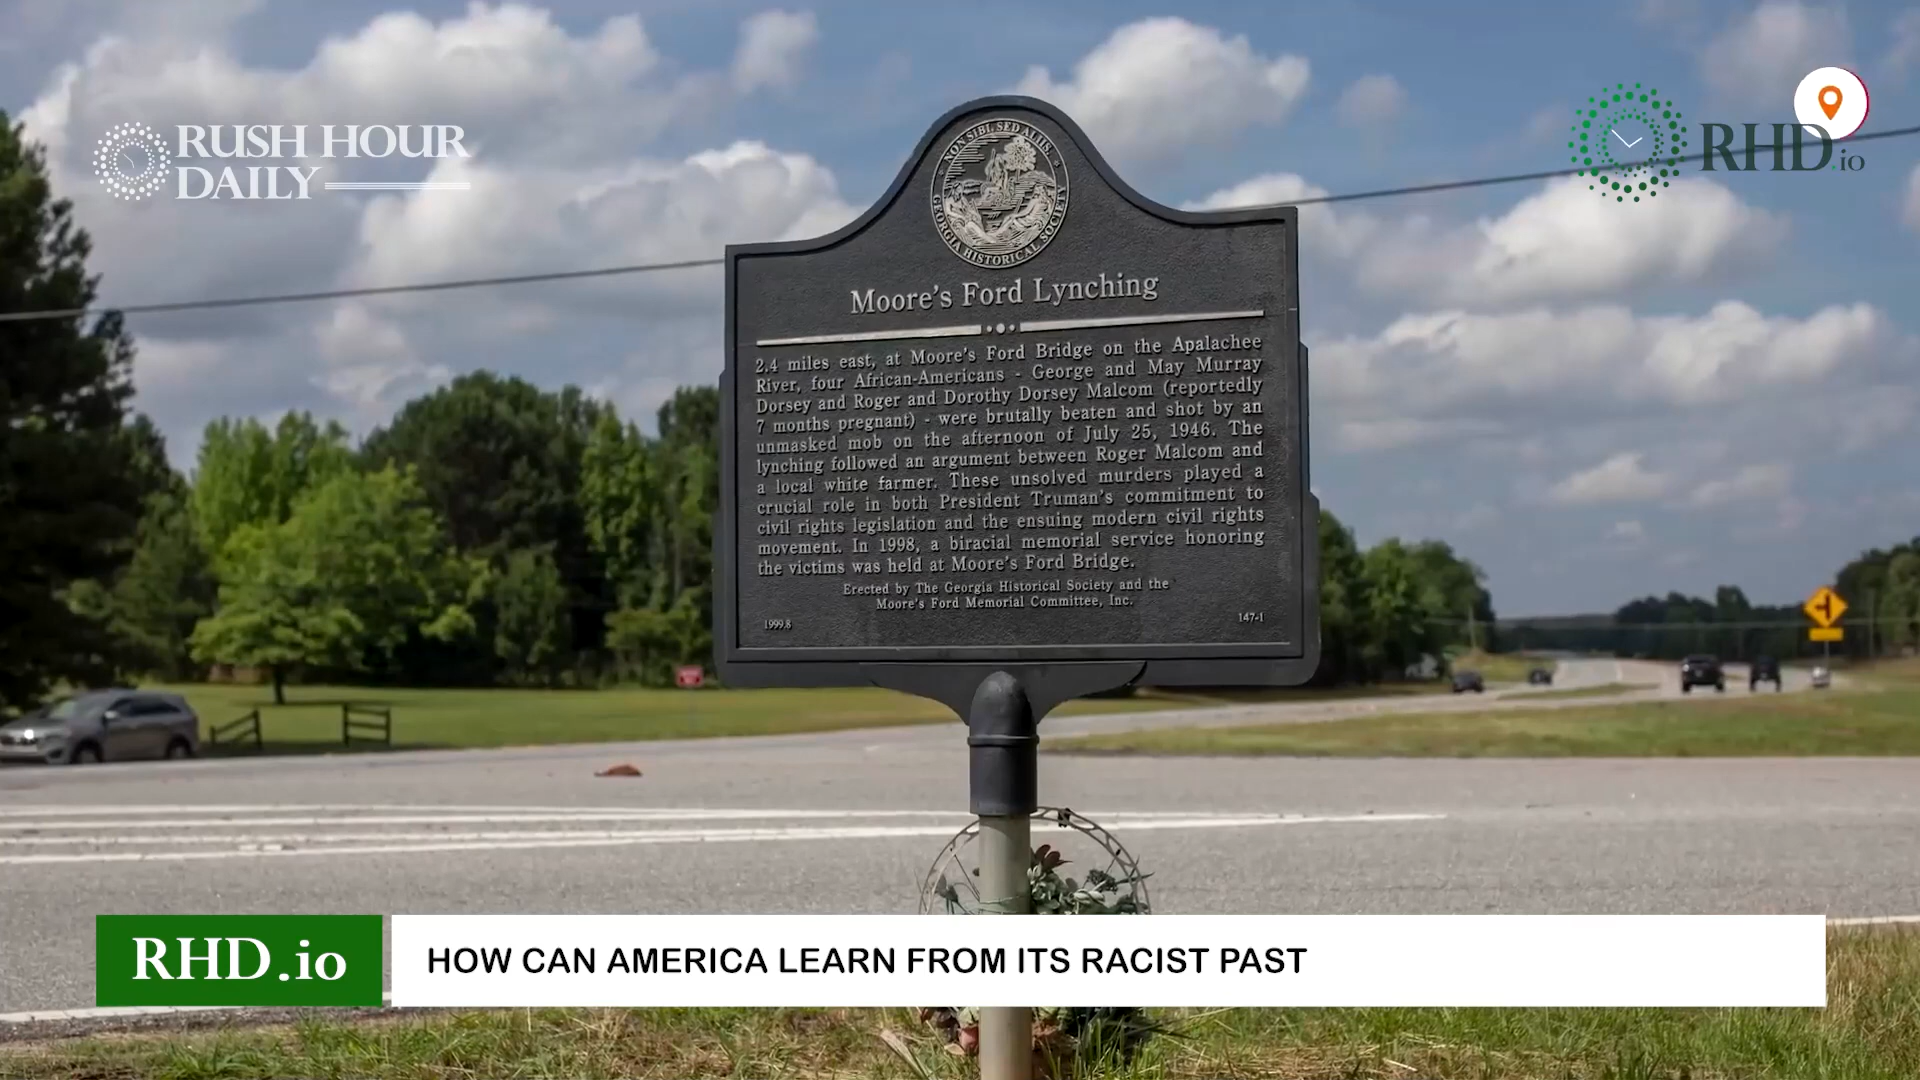 RUSH HOUR
DAILY
RHD.io
NON SIBI, SED ALIIS
GEORGIA HISTORICAL SOCIETY
Moore's Ford Lynching
2.4 miles east, at Moore's Ford Bridge on the Apalachee
River, four African-Americans - George and May Murray
Dorsey and Roger and Dorothy Dorsey Malcom (reportedly
7 months pregnant) - were brutally beaten and shot by an
unmasked mob on the afternoon of July 25, 1946. The
lynching followed an argument between Roger Malcom and
a local white farmer. These unsolved murders played a
crucial role in both President Truman's commitment to
civil rights legislation and the ensuing modern civil rights
movement. In 1998, a biracial memorial service honoring
the victims was held at Moore's Ford Bridge.
Erected by The Georgia Historical Society and the
Moore's Ford Memorial Committee, Inc.
1999.8
147-1
RHD.io
HOW CAN AMERICA LEARN FROM ITS RACIST PAST